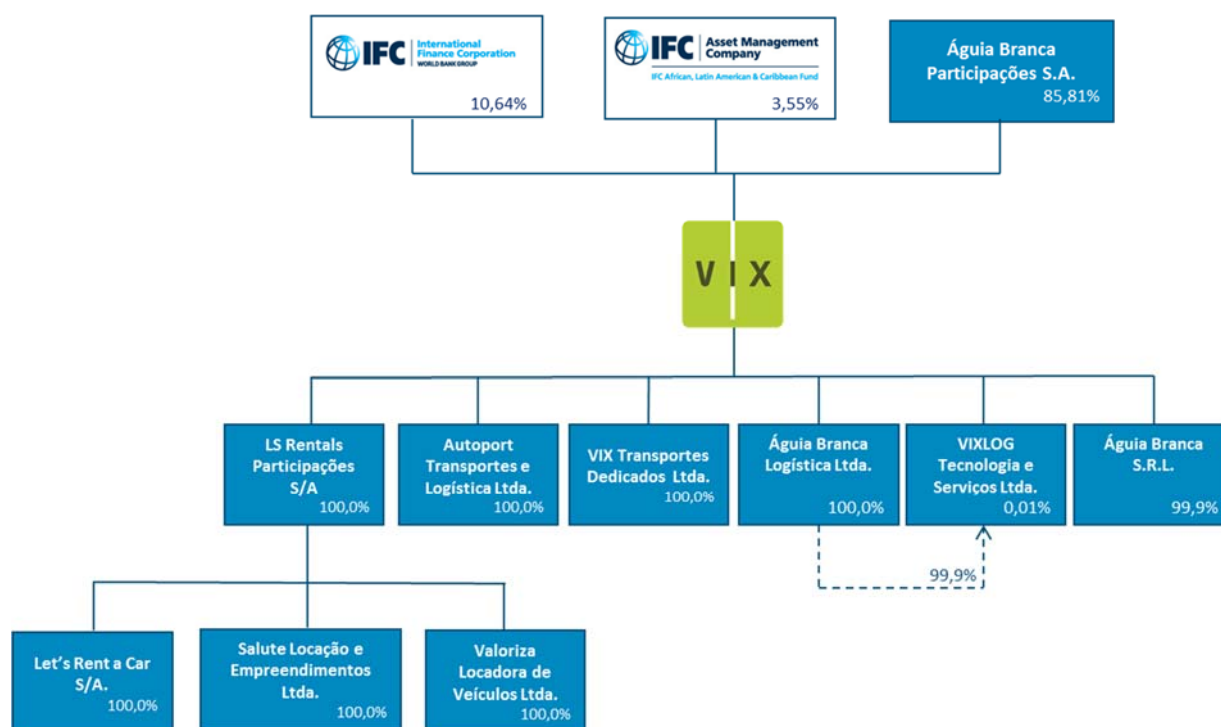 IFC
International
Finance Corporation
WORLD BANK GROUP
10,64%
IFC
Asset Management
Company
IFC African, Latin American & Caribbean Fund
3,55%
Águia Branca
Participações S.A.
85,81%
VIX
LS Rentals
Participações
S/A
100,0%
Autoport
Transportes e
Logística Ltda.
100,0%
VIX Transportes
Dedicados Ltda.
100,0%
Águia Branca
Logística Ltda.
100,0%
VIXLOG
Tecnologia e
Serviços Ltda.
0,01%
Águia Branca
S.R.L.
99,9%
99,9%
Let's Rent a Car
S/A.
100,0%
Salute Locação e
Empreendimentos
Ltda.
100,0%
Valoriza
Locadora de
Veículos Ltda.
100,0%